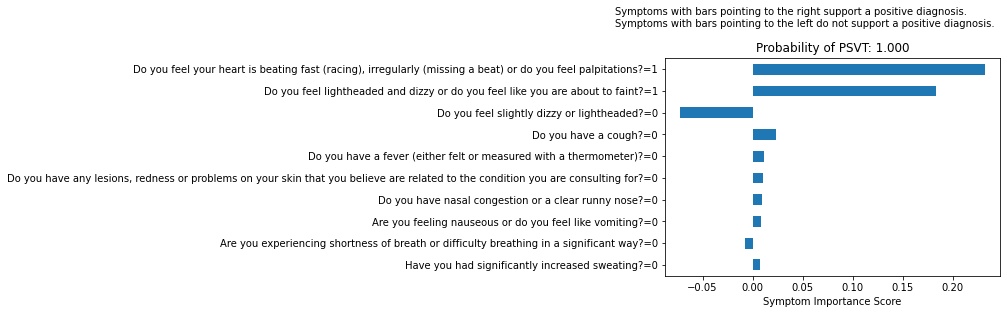 Symptoms with bars pointing to the right support a positive diagnosis.
Symptoms with bars pointing to the left do not support a positive diagnosis.
Probability of PSVT: 1.000
Do you feel your heart is beating fast (racing), irregularly (missing a beat) or do you feel palpitations?=1
Do you feel lightheaded and dizzy or do you feel like you are about to faint?=1
Do you feel slightly dizzy or lightheaded?=0
Do you have a cough?=0
Do you have a fever (either felt or measured with a thermometer)?=0
Do you have any lesions, redness or problems on your skin that you believe are related to the condition you are consulting for?=0
Do you have nasal congestion or a clear runny nose?=0
Are you feeling nauseous or do you feel like vomiting?=0
Are you experiencing shortness of breath or difficulty breathing in a significant way?=0
Have you had significantly increased sweating?=0
−0.05 0.00 0.05 0.10 0.15 0.20
Symptom Importance Score